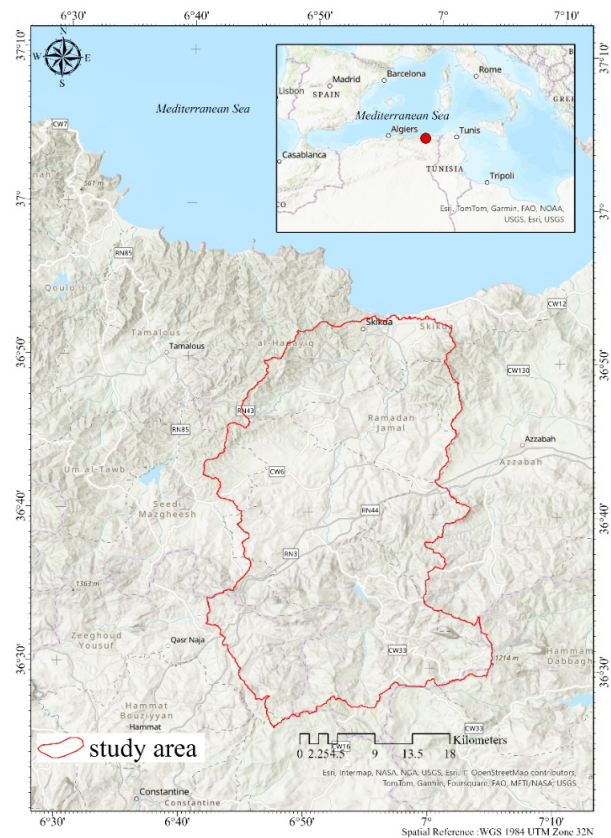 6°30' 6°40' 6°50' 7° 7°10'
37°10'
N
W E
S
Mediterranean Sea
CW7
567 m
37°
RN85
Qoulou
Tamalous
Tamalous
36°50'
al-Hadayiq
Skikda
Skikda
CW12
CW130
RN43
Ramadan
Jamal
RN85
Azzabah
Azzabah
Um al-Tawb
CW6
Seedi
Mazgheesh
36°40'
RN44
RN3
1363 m
Zeeghoud
Yousuf
Qasr Naja
CW33
1214 m
Hammam
Dabbagh
36°30'
Hammat
Bouziyyan
Hammat
CW33
CW16
Constantine
Constantine
Madrid
SPAIN
Barcelona
Rome
Lisbon
Mediterranean Sea
Algiers
Tunis
GREE
Casablanca
TUNISIA
Tripoli
CO
Esri, TomTom, Garmin, FAO, NOAA,
USGS, Esri, USGS
37°10'
37°
36°50'
36°40'
36°30'
study area
Kilometers
0 2.25 4.5 9 13.5 18
Esri, Intermap, NASA, NGA, USGS, Esri, © OpenStreetMap contributors,
TomTom, Garmin, Foursquare, FAO, METI/NASA, USGS
6°30' 6°40' 6°50' 7° 7°10'
Spatial Reference :WGS 1984 UTM Zone 32N